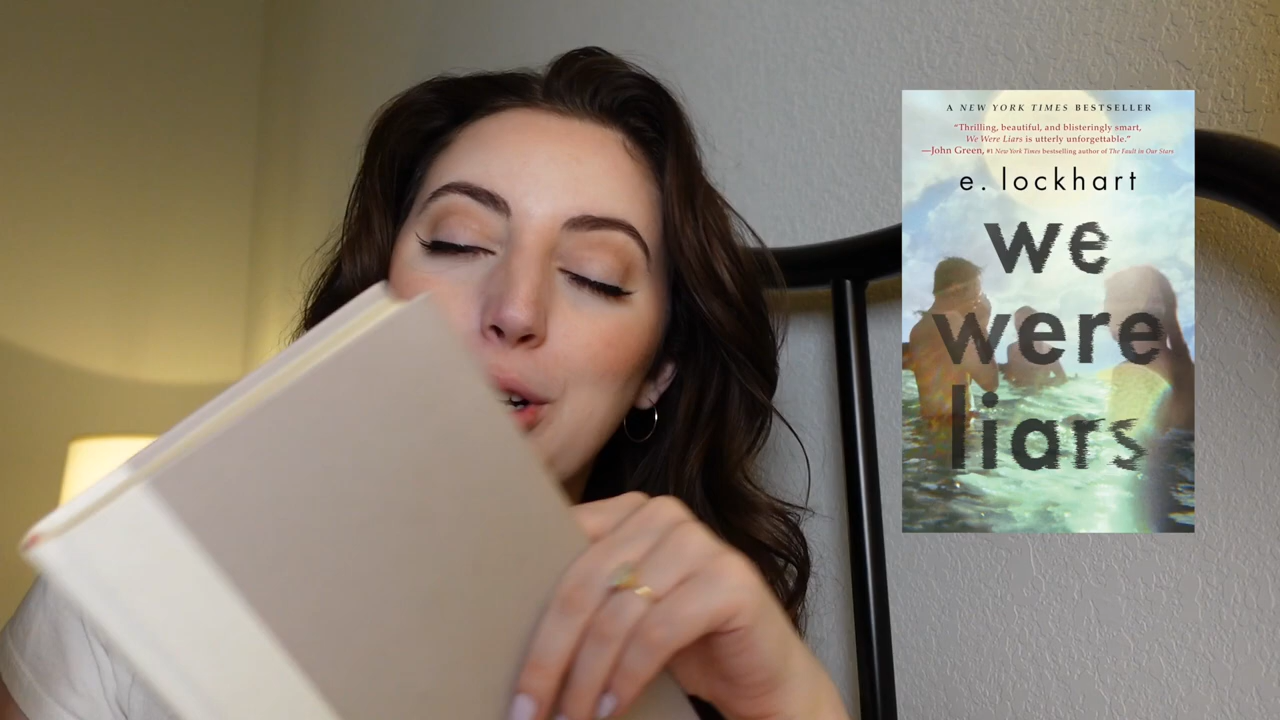 A NEW YORK TIMES BESTSELLER
“Thrilling, beautiful, and blisteringly smart,
We Were Liars is utterly unforgettable.”
—John Green, #1 New York Times bestselling author of The Fault in Our Stars
e. lockhart
we
were
liars